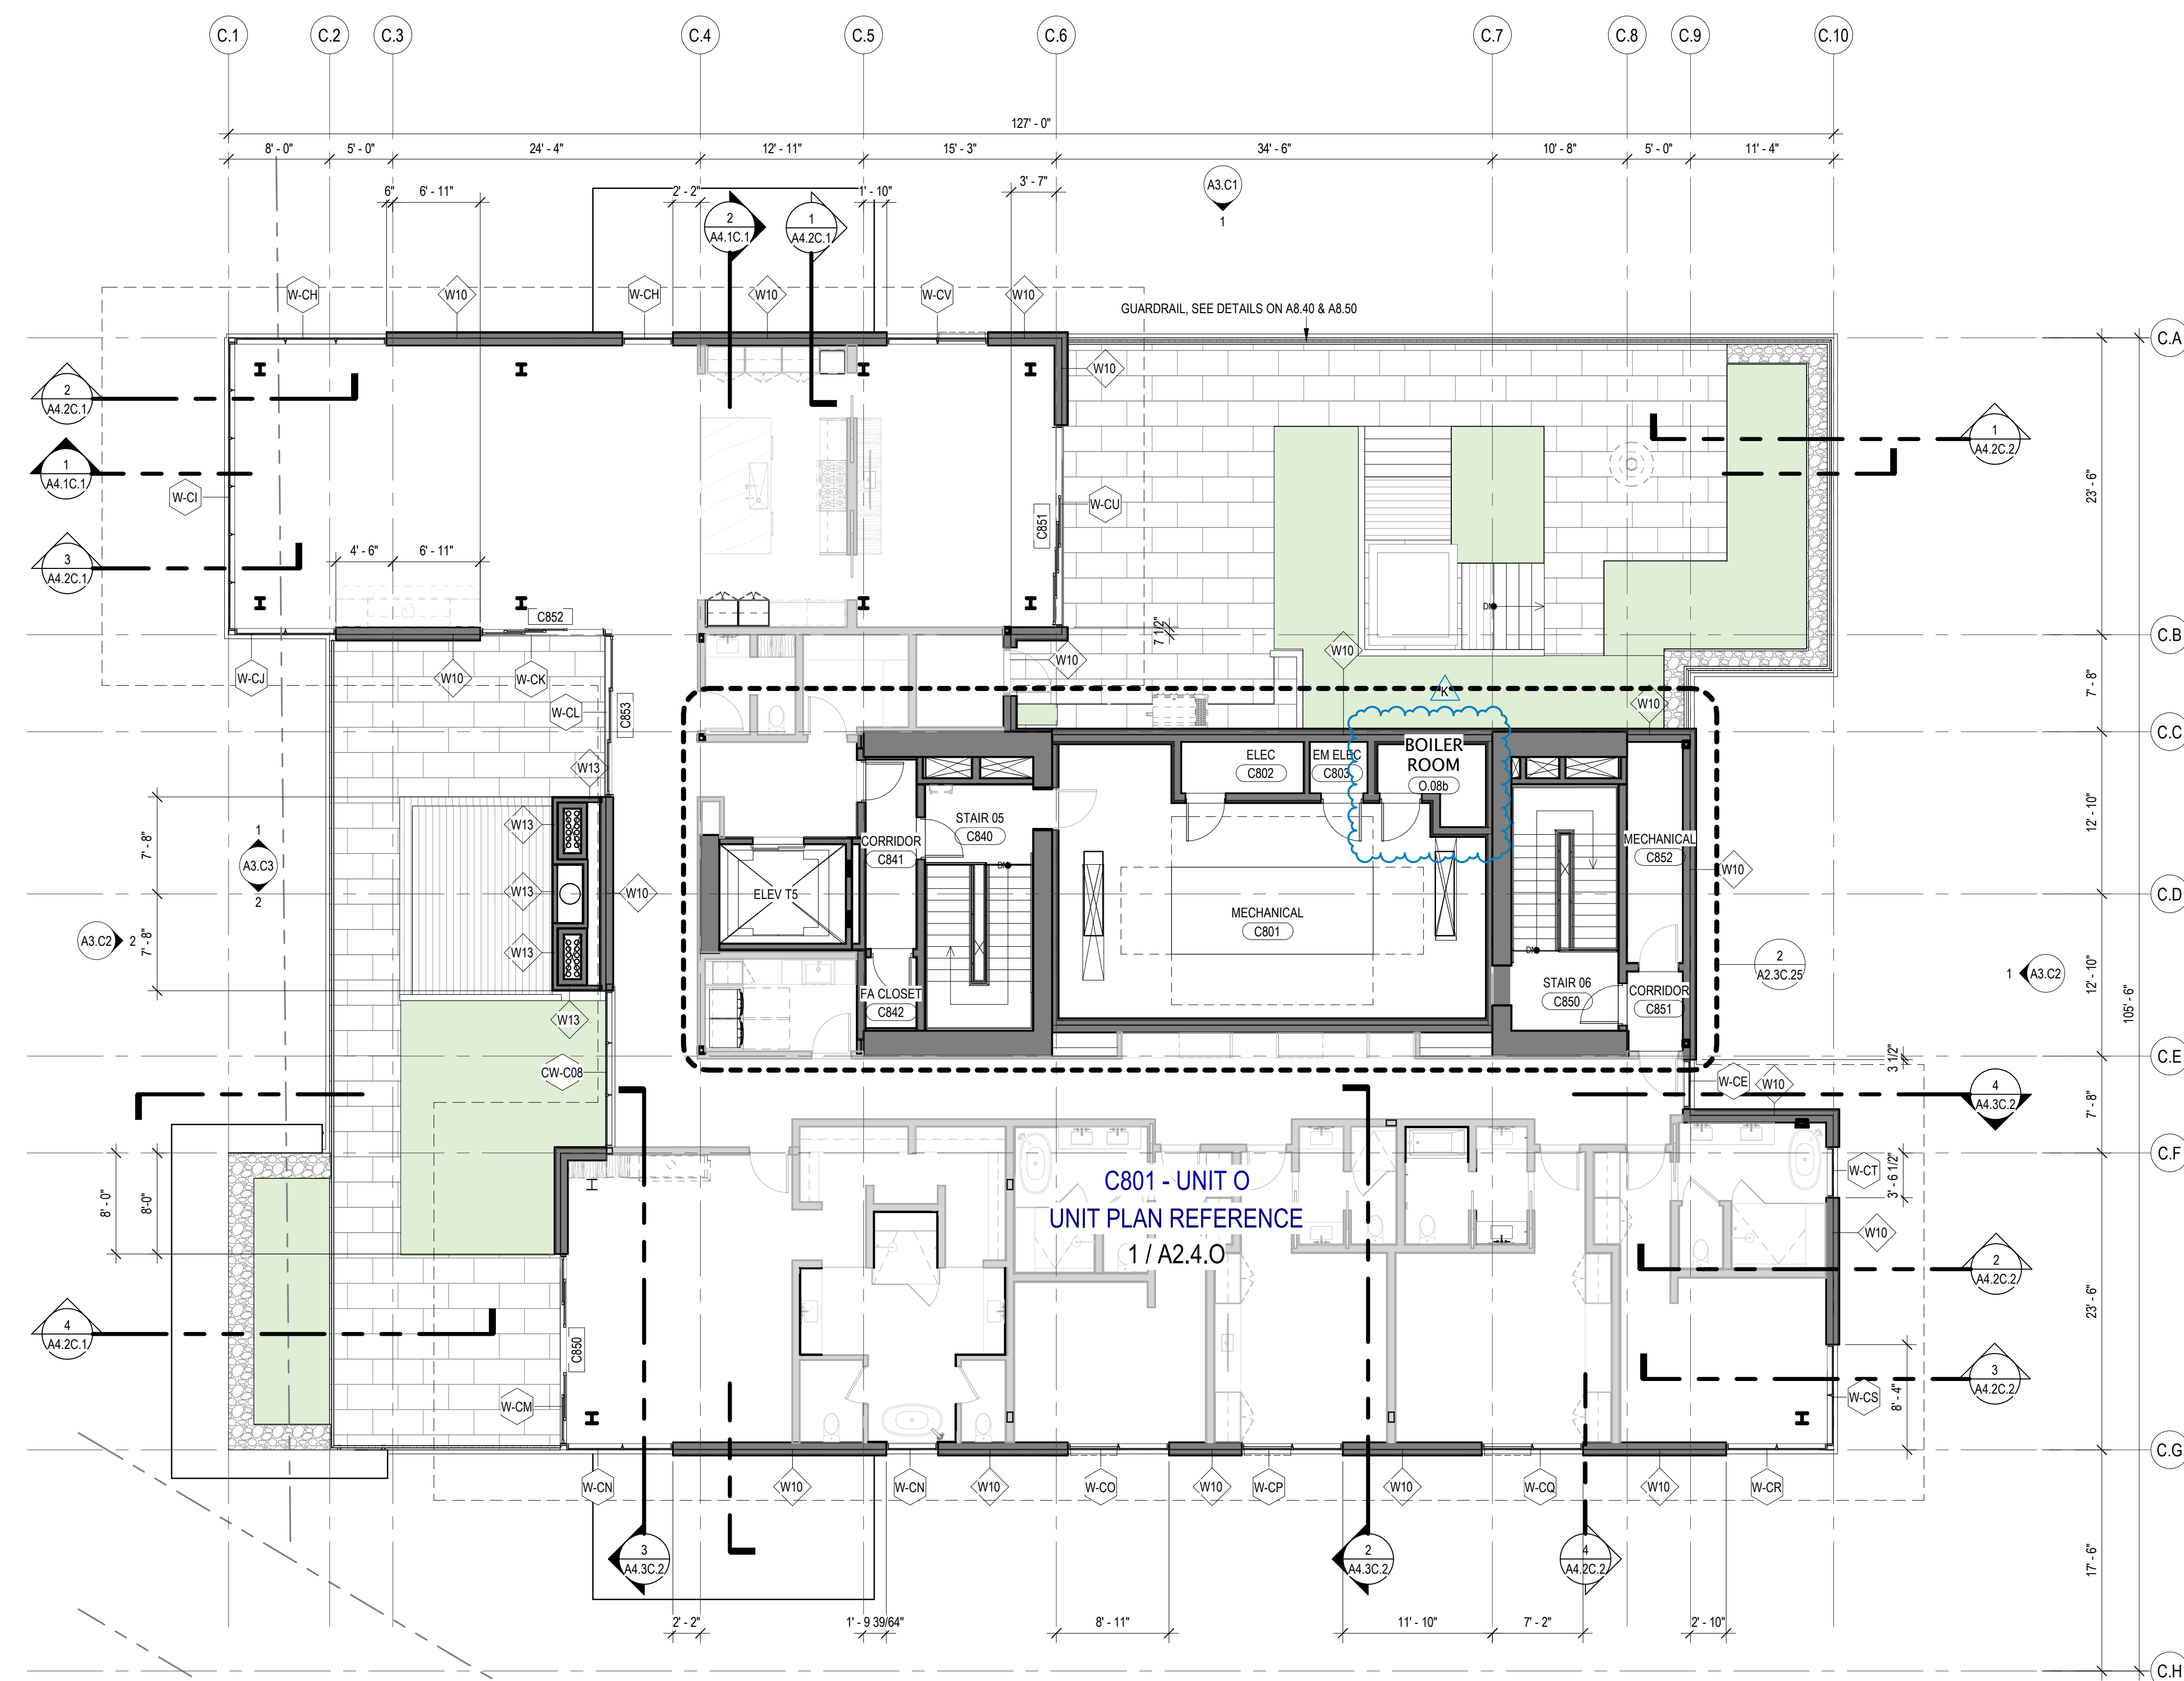 C.1
C.2
C.3
C.4
C.5
C.6
C.7
C.8
C.9
C.10
127' - 0"
8' - 0"
5' - 0"
24' - 4"
12' - 11"
15' - 3"
34' - 6"
10' - 8"
5' - 0"
11' - 4"
6"
6' - 11"
2' - 2"
1' - 10"
3' - 7"
A3.C1
1
2
A4.1C.1
1
A4.2C.1
W-CH
W10
W-CH
W10
W-CV
W10
GUARDRAIL, SEE DETAILS ON A8.40 & A8.50
C.A
W10
2
A4.2C.1
1
A4.2C.2
1
A4.1C.1
W-CI
W-CU
C851
23' - 6"
3
A4.2C.1
4' - 6"
6' - 11"
C852
DN
C.B
7 1/2"
W10
W10
W-CJ
W10
W-CK
K
7' - 8"
W-CL
C853
W10
C.C
W13
ELEC
C802
EM ELEC
C803
BOILER
ROOM
O.08b
7' - 8"
W13
STAIR 05
C840
CORRIDOR
C841
MECHANICAL
C852
12' - 10"
1
A3.C3
2
DN
W10
W13
W10
ELEV T5
C.D
MECHANICAL
C801
A3.C2
2
7' - 8"
W13
DN
2
A2.3C.25
1
A3.C2
STAIR 06
C850
CORRIDOR
C851
12' - 10"
FA CLOSET
C842
W13
105' - 6"
C.E
CW-C08
3 1/2"
W-CE
W10
4
A4.3C.2
7' - 8"
C.F
C801 - UNIT O
UNIT PLAN REFERENCE
1 / A2.4.O
W-CT
3' - 6 1/2"
8' - 0"
8'-0"
W10
2
A4.2C.2
23' - 6"
4
A4.2C.1
C850
3
A4.2C.2
W-CM
W-CS
8' - 4"
C.G
W-CN
W10
W-CN
W10
W-CO
W10
W-CP
W10
W-CQ
W10
W-CR
3
A4.3C.2
2
A4.3C.2
4
A4.2C.2
17' - 6"
2' - 2"
1' - 9 39/64"
8' - 11"
11' - 10"
7' - 2"
2' - 10"
C.H